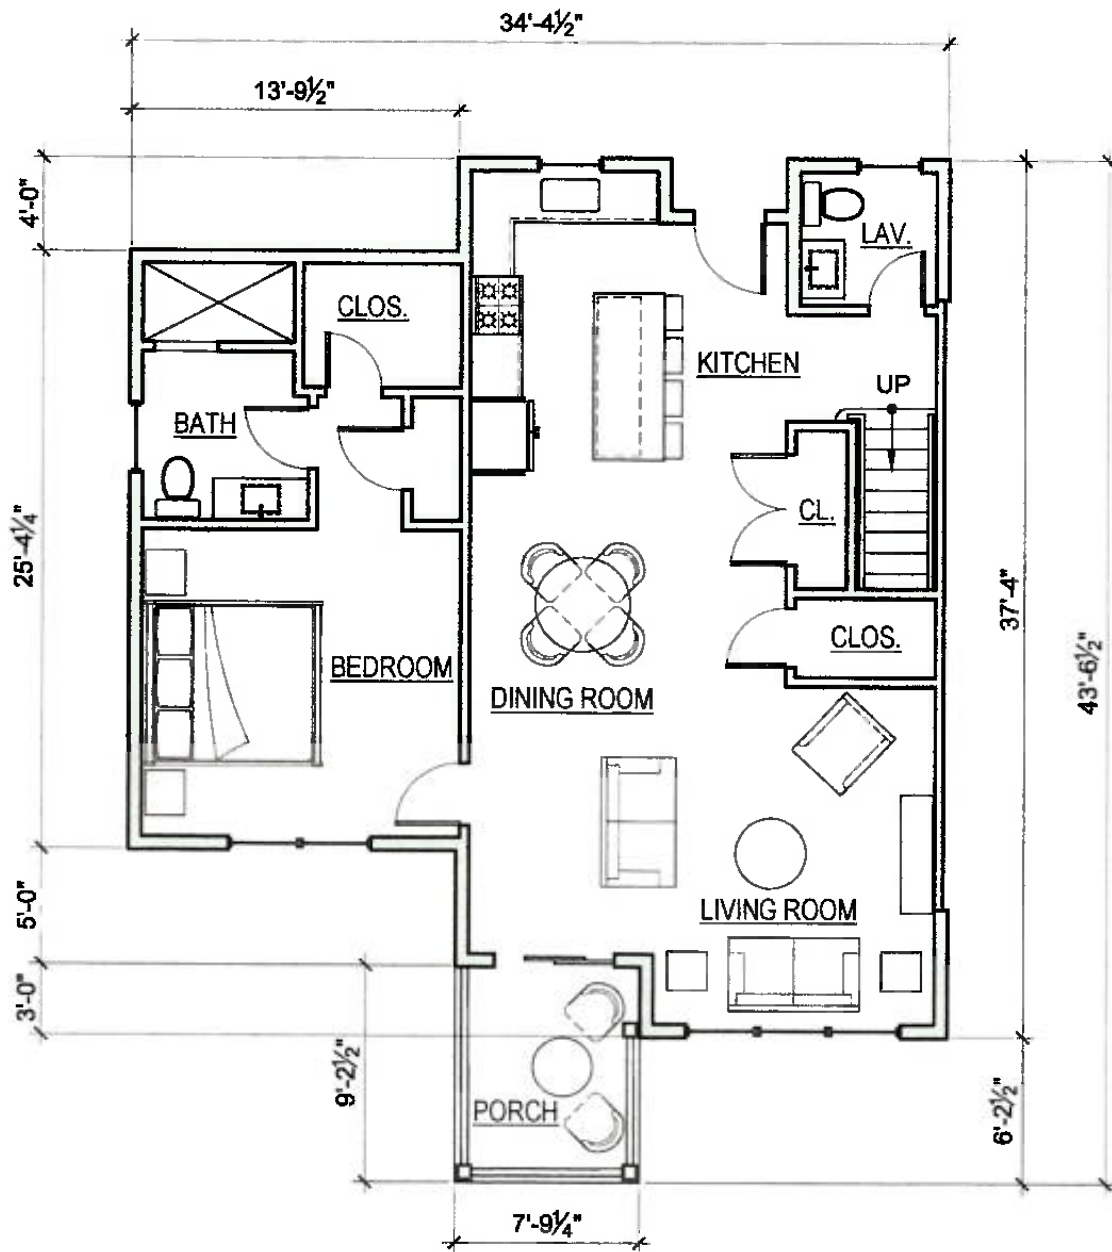 34'-4½"
13'-9½"
4'-0"
LAV.
CLOS.
KITCHEN
UP
BATH
CL.
25'-4¼"
37'-4"
CLOS.
BEDROOM
43'-6½"
DINING ROOM
LIVING ROOM
5'-0"
3'-0"
9'-2½"
PORCH
6'-2½"
7'-9¼"